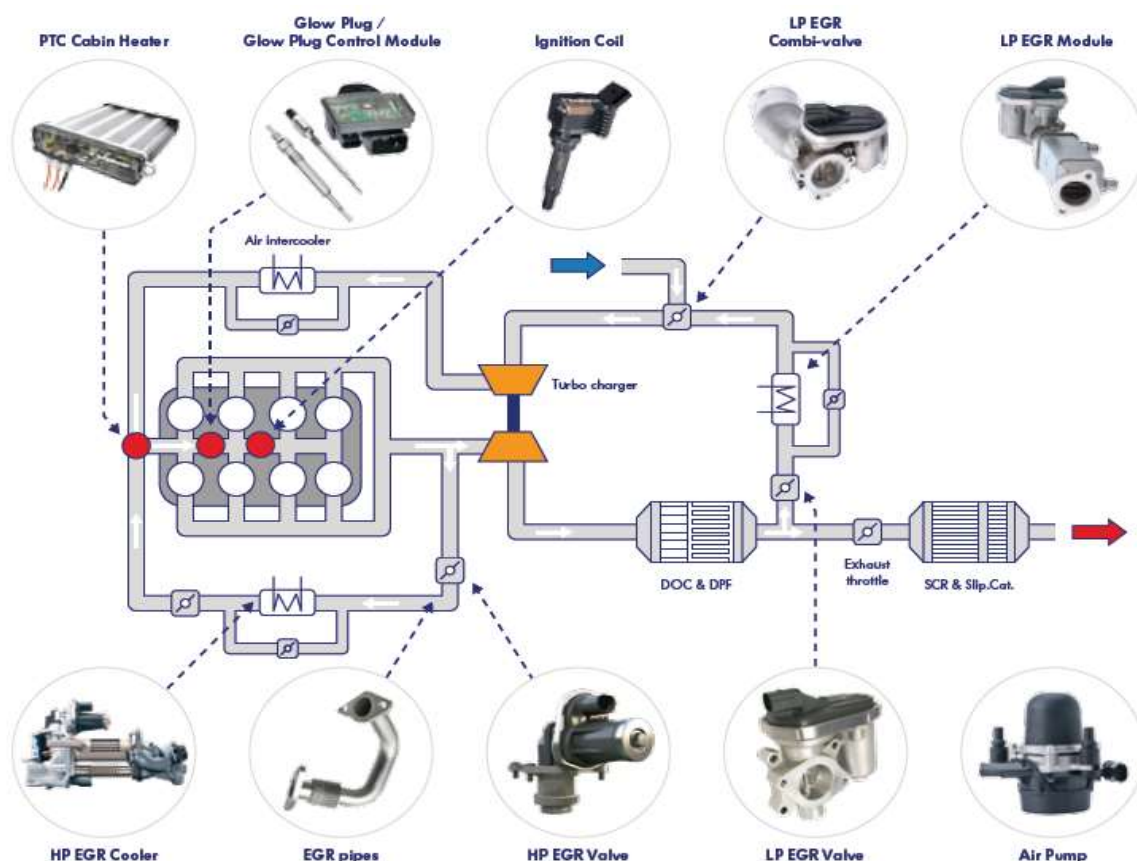 Glow Plug /
LP EGR
PTC Cabin Heater
Glow Plug Control Module
Ignition Coil
Combi-valve
LP EGR Module
Air intercooler
Turbo charger
DOC & DPF
Exhaust
throttle
SCR & Slip.Cat.
HP EGR Cooler
EGR pipes
HP EGR Valve
LP EGR Valve
Air Pump